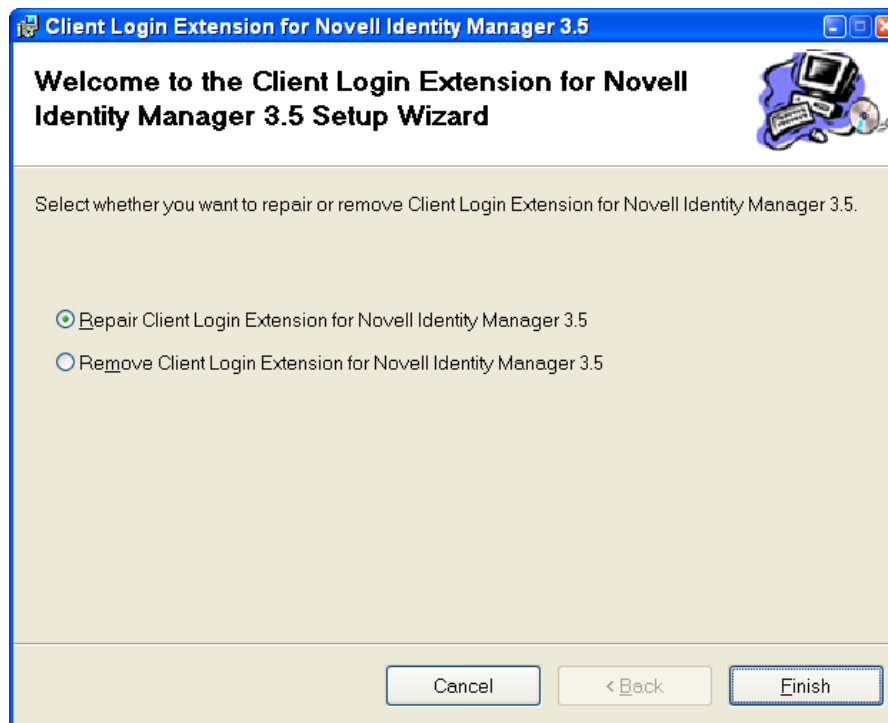 Client Login Extension for Novell Identity Manager 3.5
Welcome to the Client Login Extension for Novell
Identity Manager 3.5 Setup Wizard
Select whether you want to repair or remove Client Login Extension for Novell Identity Manager 3.5.
Repair Client Login Extension for Novell Identity Manager 3.5
Remove Client Login Extension for Novell Identity Manager 3.5
Cancel
< Back
Finish